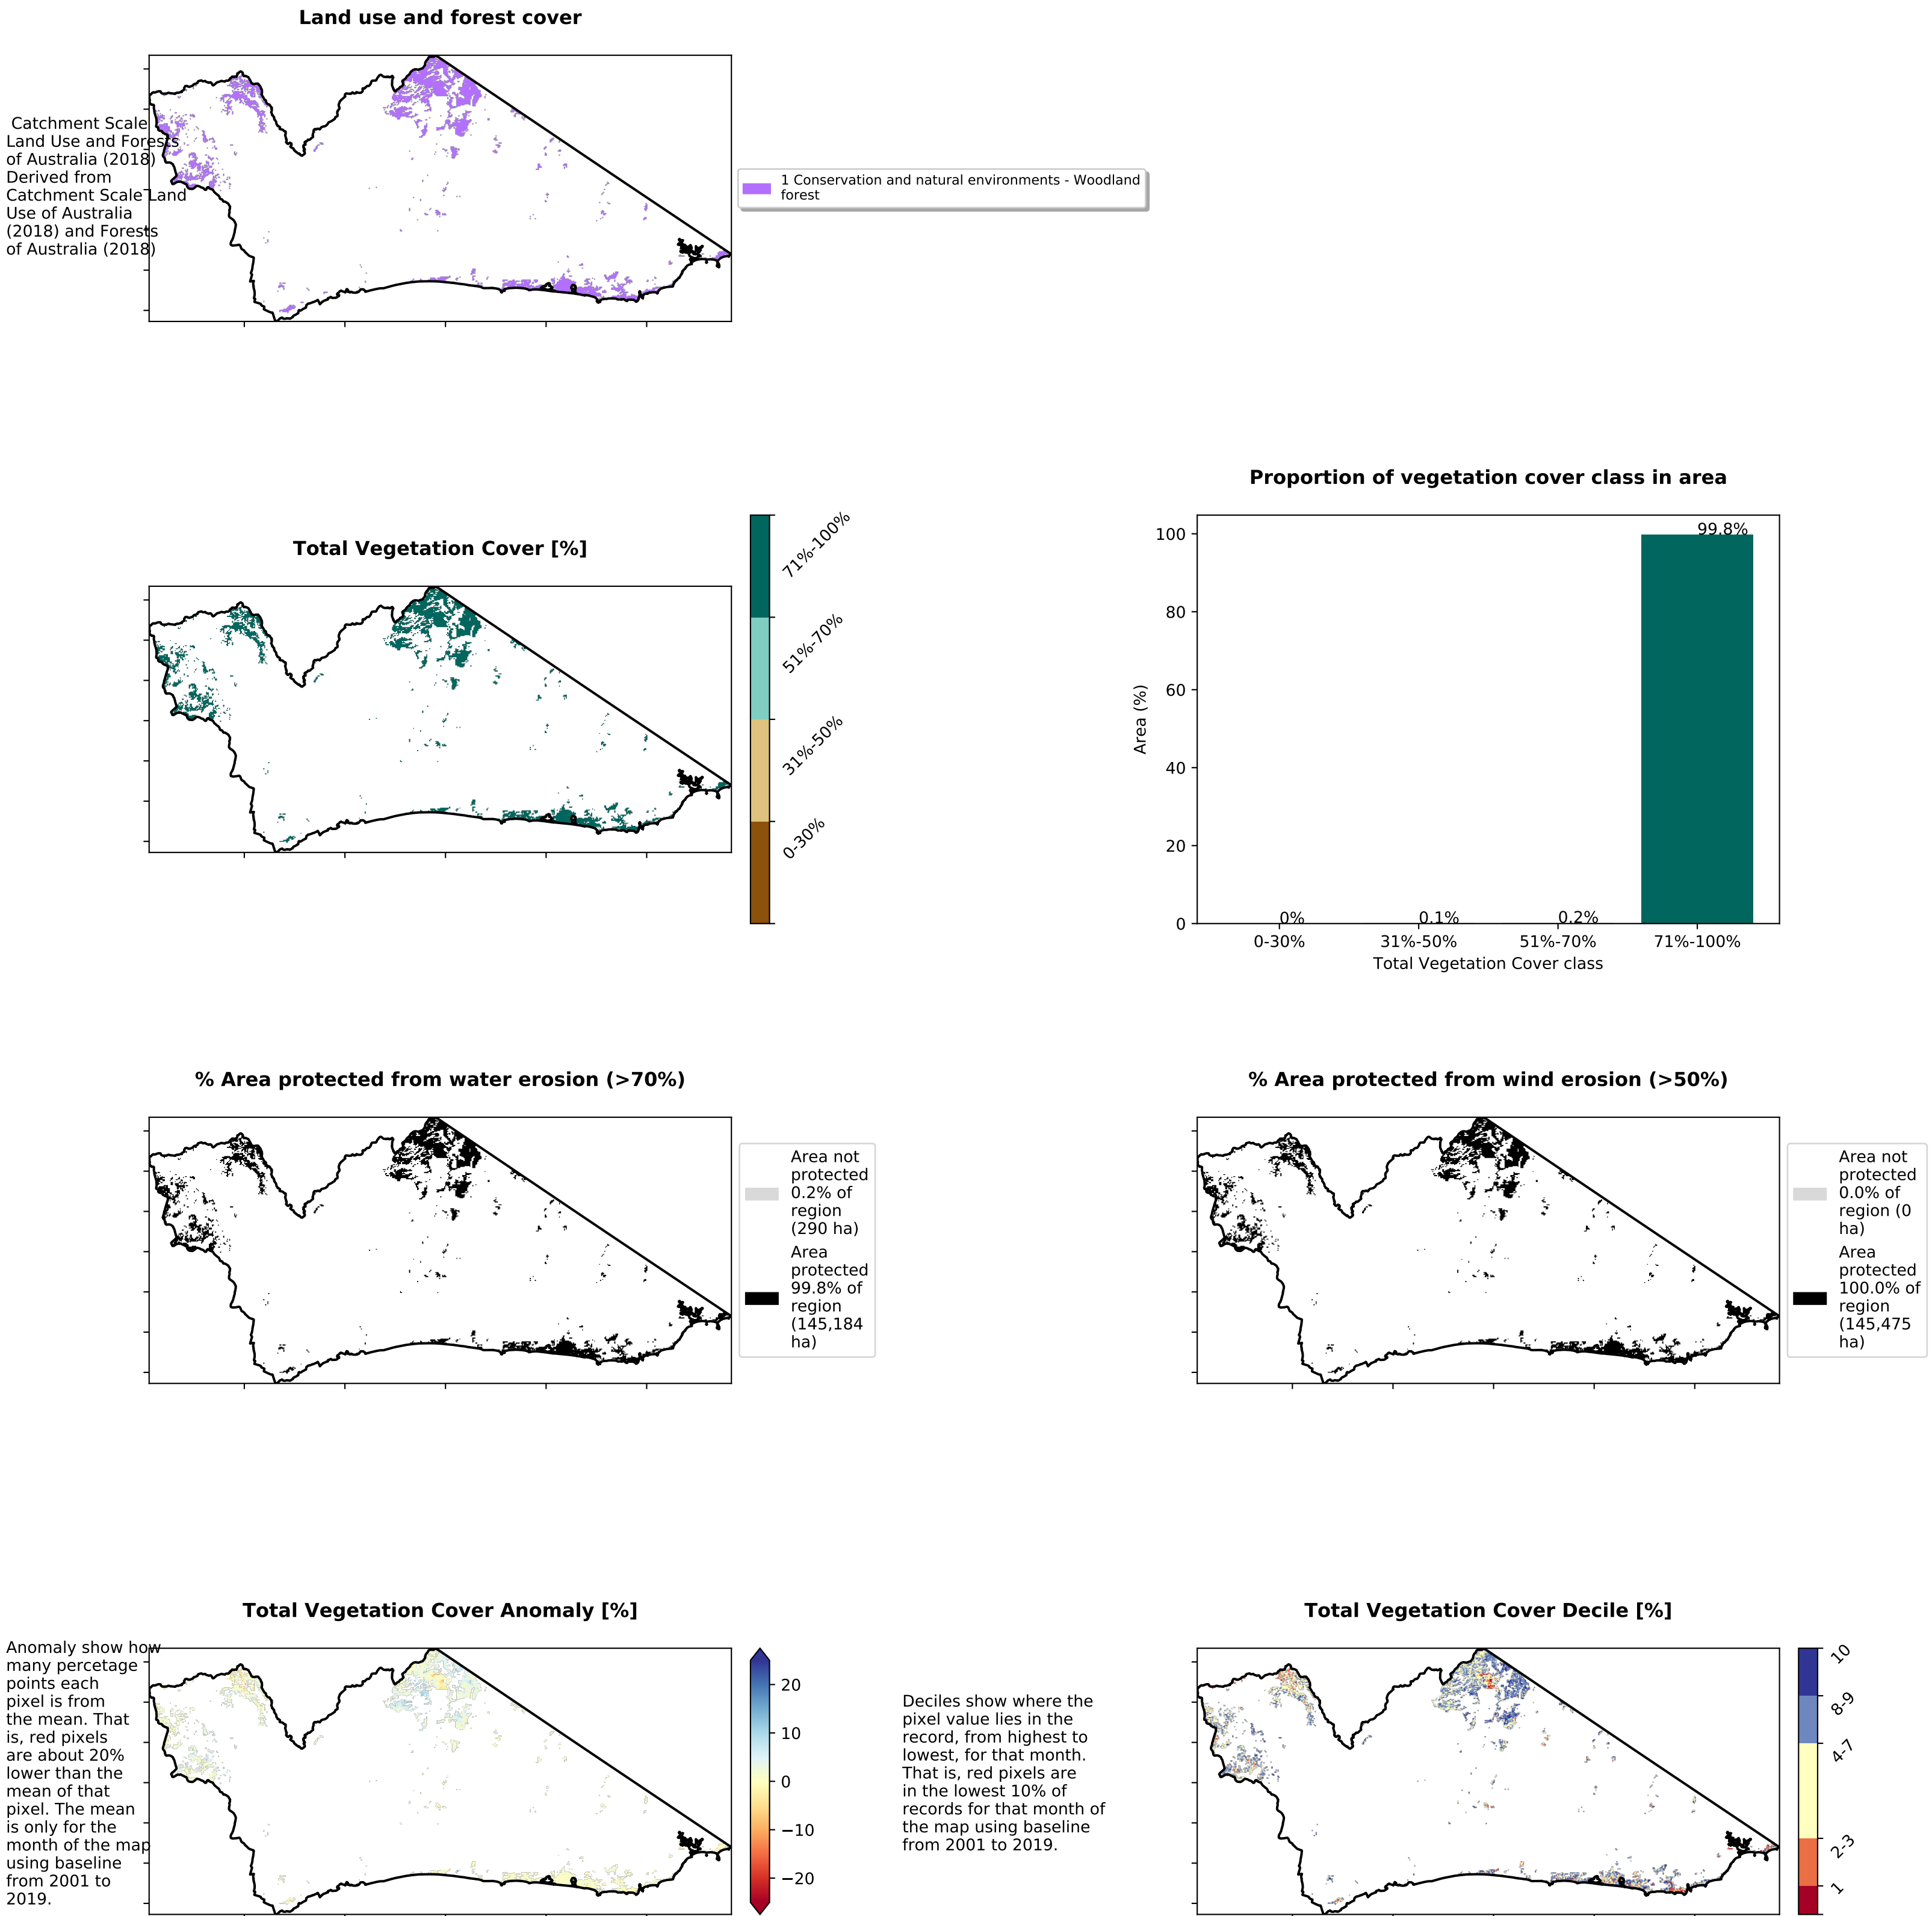 Land use and forest cover
Catchment Scale
Land Use and Forests
of Australia (2018)
Derived from
Catchment Scale Land
Use of Australia
(2018) and Forests
of Australia (2018)
1 Conservation and natural environments - Woodland
forest
Total Vegetation Cover [%]
71%-100%
51%-70%
31%-50%
0-30%
Proportion of vegetation cover class in area
Area (%)
100
80
60
40
20
0
0%
0.1%
0.2%
99.8%
0-30%
31%-50%
51%-70%
71%-100%
Total Vegetation Cover class
% Area protected from water erosion (>70%)
Area not
protected
0.2% of
region
(290 ha)
Area
protected
99.8% of
region
(145,184
ha)
% Area protected from wind erosion (>50%)
Area not
protected
0.0% of
region (0
ha)
Area
protected
100.0% of
region
(145,475
ha)
Total Vegetation Cover Anomaly [%]
Anomaly show how
many percetage
points each
pixel is from
the mean. That
is, red pixels
are about 20%
lower than the
mean of that
pixel. The mean
is only for the
month of the map
using baseline
from 2001 to
2019.
20
10
0
−10
−20
Total Vegetation Cover Decile [%]
Deciles show where the
pixel value lies in the
record, from highest to
lowest, for that month.
That is, red pixels are
in the lowest 10% of
records for that month of
the map using baseline
from 2001 to 2019.
10
8-9
4-7
2-3
1